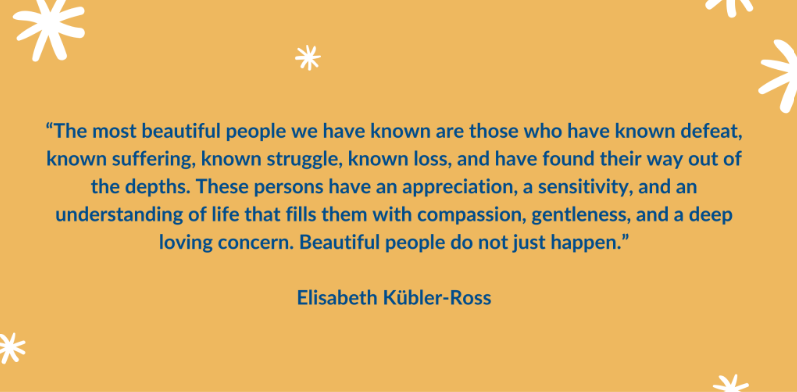 “The most beautiful people we have known are those who have known defeat,
known suffering, known struggle, known loss, and have found their way out of
the depths. These persons have an appreciation, a sensitivity, and an
understanding of life that fills them with compassion, gentleness, and a deep
loving concern. Beautiful people do not just happen.”
Elisabeth Kübler-Ross